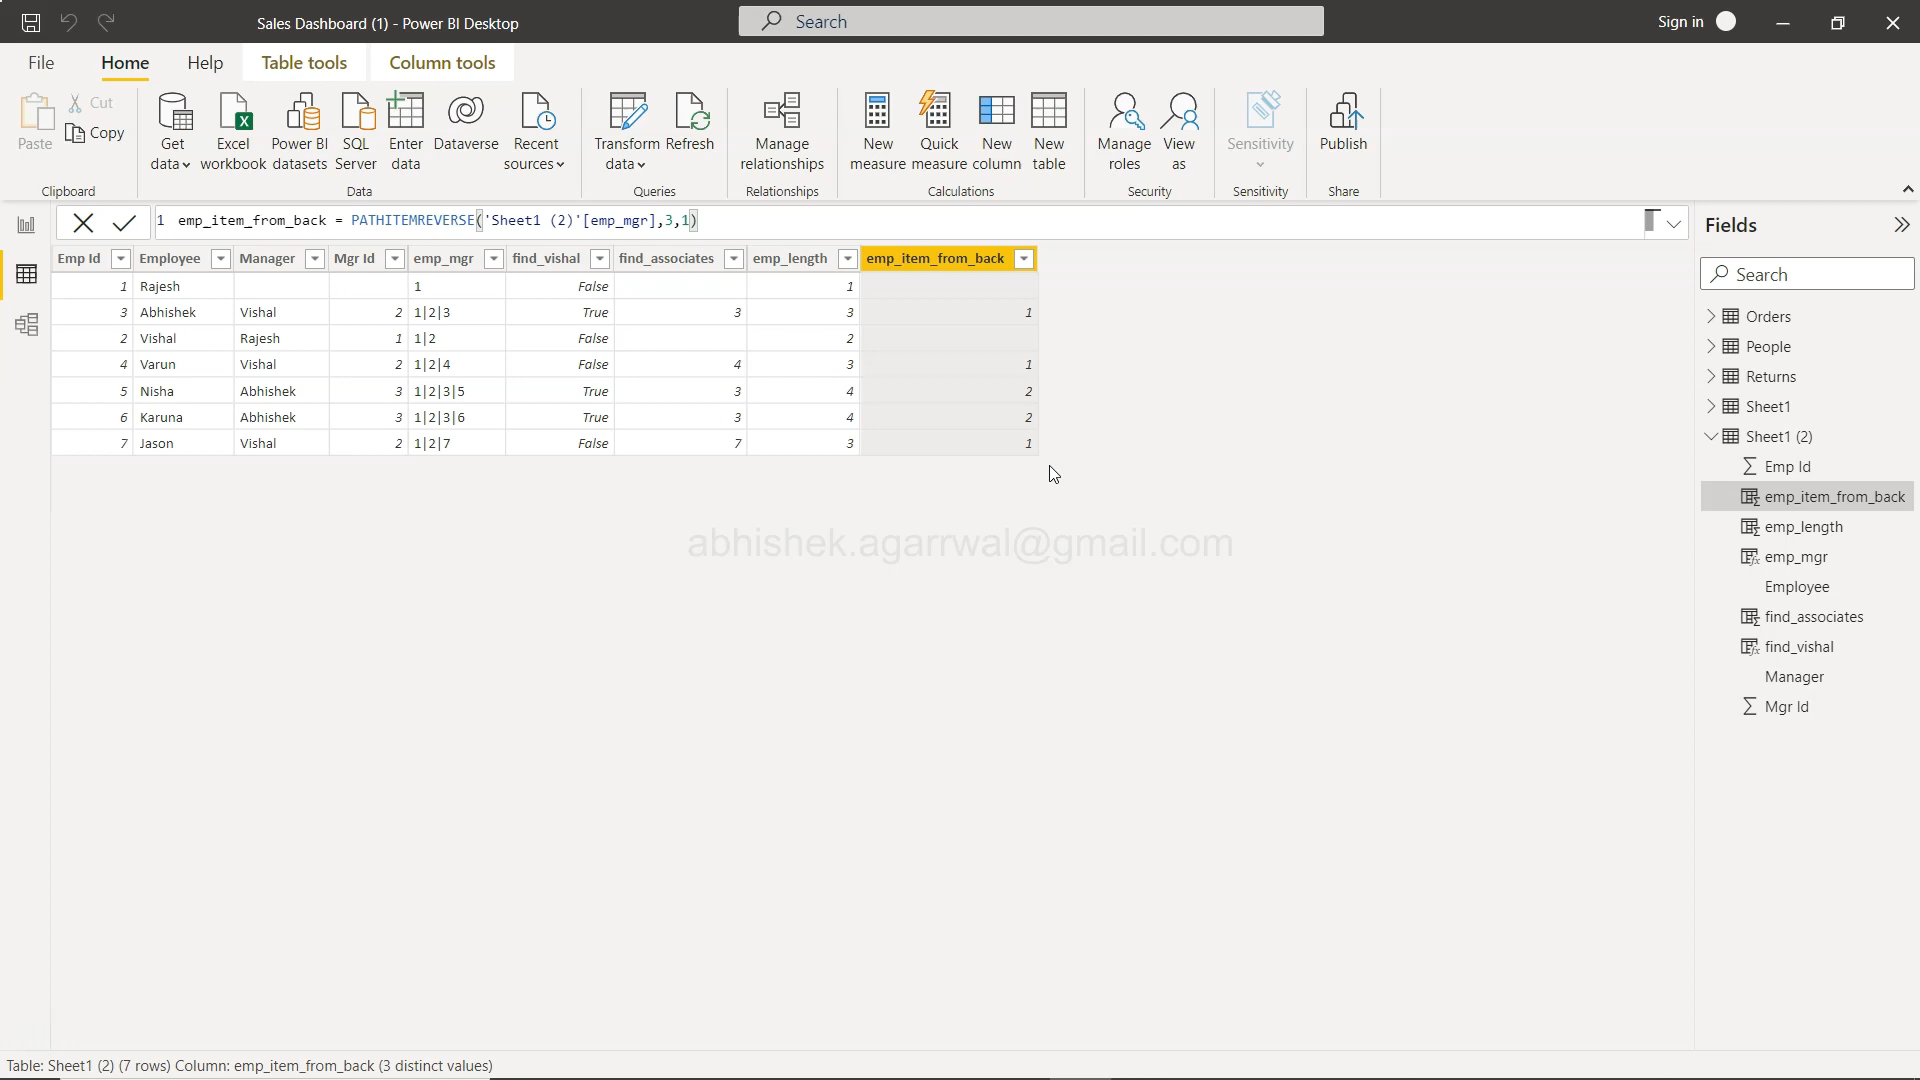 Sales Dashboard (1) - Power BI Desktop
Search
Sign in
File
Home
Help
Table tools
Column tools
Paste
Cut
Copy
Get data
Excel workbook
Power BI datasets
SQL Server
Enter data
Dataverse
Recent sources
Transform data
Refresh
Manage relationships
New measure
Quick measure
New column
New table
Manage roles
View as
Sensitivity
Publish
Clipboard
Data
Queries
Relationships
Calculations
Security
Sensitivity
Share
1 emp_item_from_back = PATHITEMREVERSE('Sheet1 (2)'[emp_mgr],3,1)
Emp Id Employee Manager Mgr Id emp_mgr find_vishal find_associates emp_length emp_item_from_back
1 Rajesh 1 False 1
3 Abhishek Vishal 2 1|2|3 True 3 3 1
2 Vishal Rajesh 1 1|2 False 2
4 Varun Vishal 2 1|2|4 False 4 3 1
5 Nisha Abhishek 3 1|2|3|5 True 3 4 2
6 Karuna Abhishek 3 1|2|3|6 True 3 4 2
7 Jason Vishal 2 1|2|7 False 7 3 1
abhishek.agarrwal@gmail.com
Fields
Search
Orders
People
Returns
Sheet1
Sheet1 (2)
Emp Id
emp_item_from_back
emp_length
emp_mgr
Employee
find_associates
find_vishal
Manager
Mgr Id
Table: Sheet1 (2) (7 rows) Column: emp_item_from_back (3 distinct values)